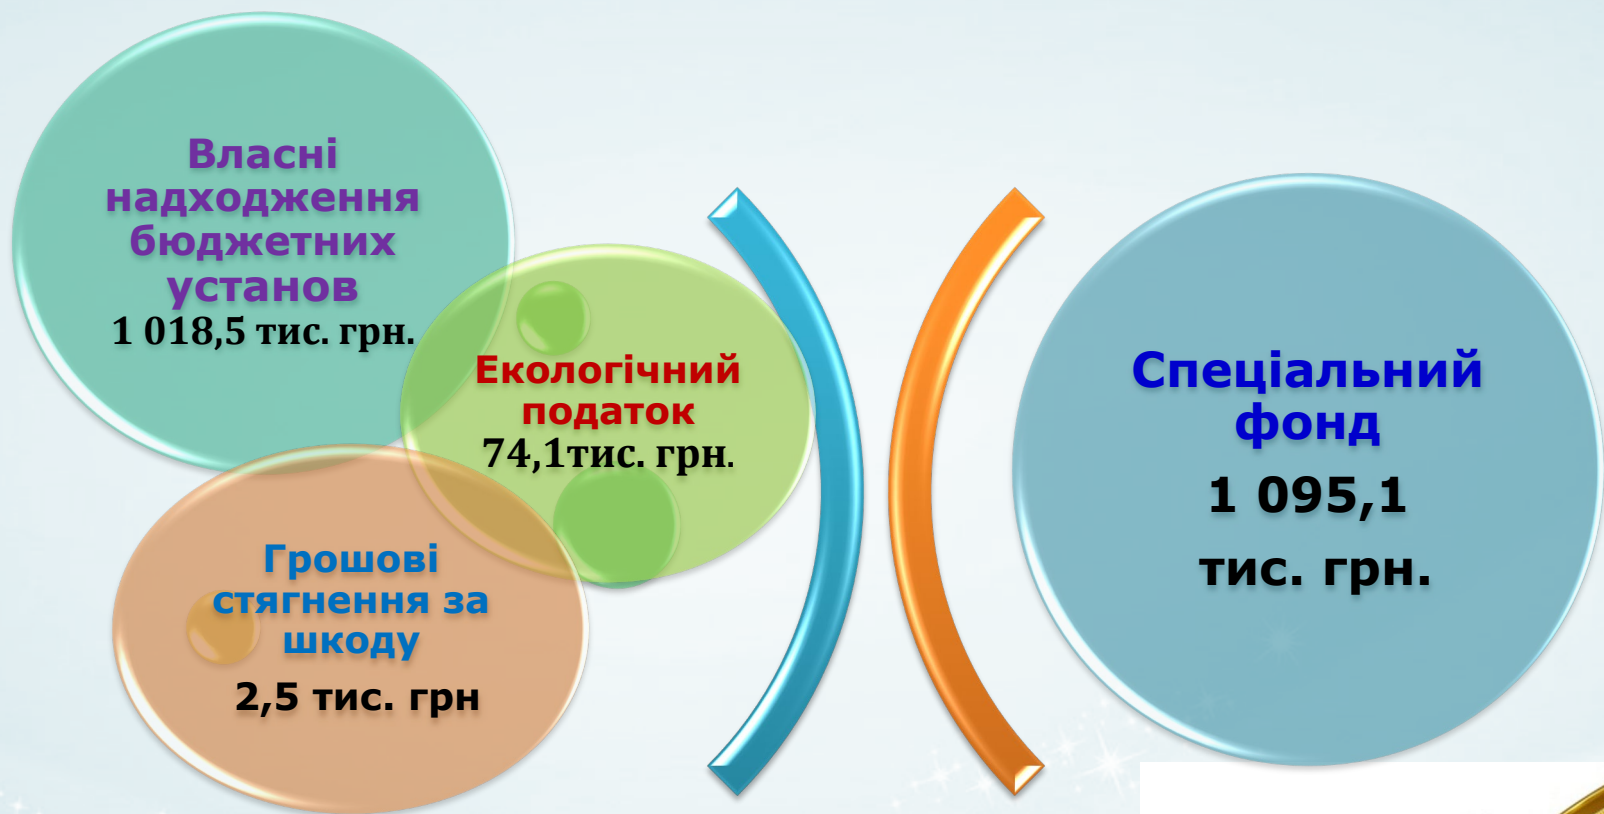 Власні
надходження
бюджетних
установ
1 018,5 тис. грн.
Екологічний
податок
74,1тис. грн.
Грошові
стягнення за
шкоду
2,5 тис. грн
Спеціальний
фонд
1 095,1
тис. грн.